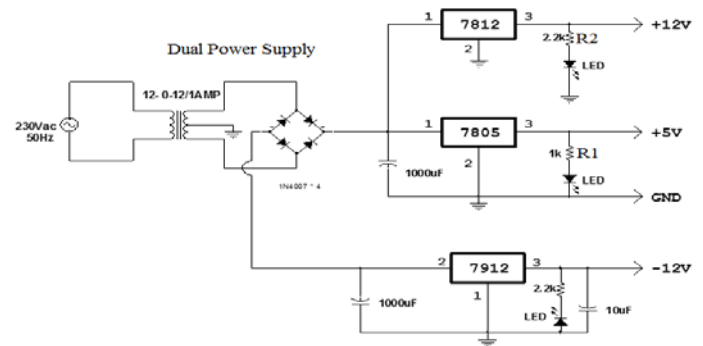 Dual Power Supply
1 7812 3
2
+12V
2.2k R2
LED
12- 0-12/1AMP
230Vac
50Hz
1N4007 * 4
1000uF
1 7805 3
2
+5V
1k R1
LED
GND
2 7912 3
1
-12V
1000uF
2.2k
LED
10uF